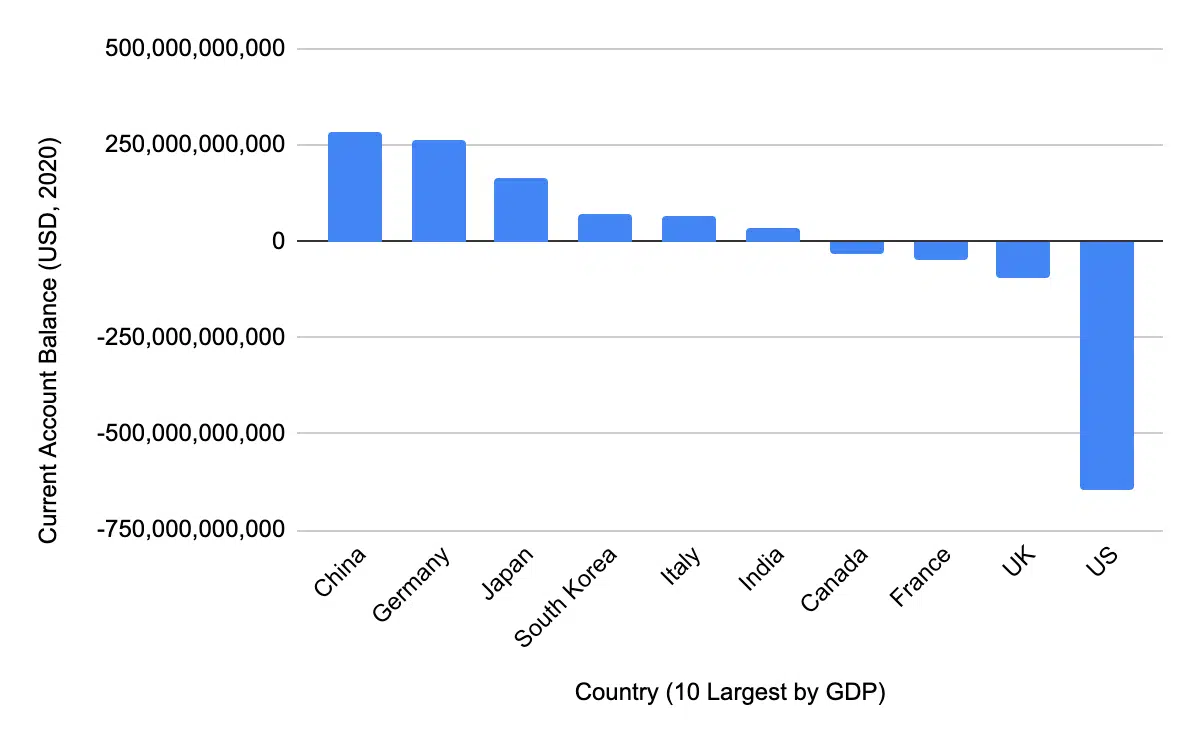 Current Account Balance (USD, 2020)
500,000,000,000
250,000,000,000
0
-250,000,000,000
-500,000,000,000
-750,000,000,000
China
Germany
Japan
South Korea
Italy
India
Canada
France
UK
US
Country (10 Largest by GDP)